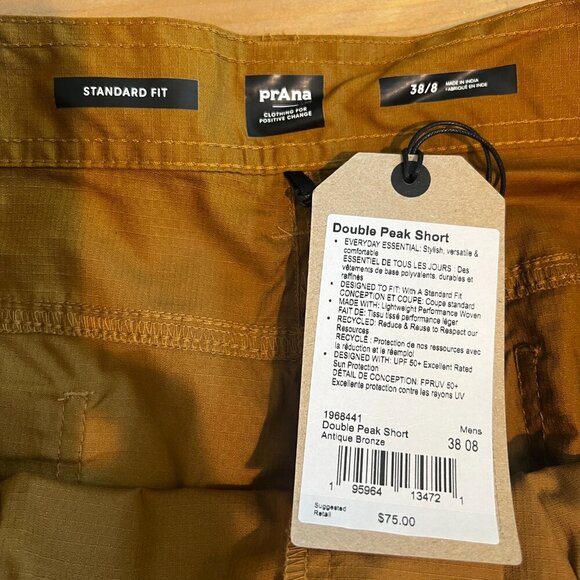 STANDARD FIT
prAna
CLOTHING FOR
POSITIVE CHANGE
38/8
MADE IN INDIA
FABRIQUÉ EN INDE
Double Peak Short
• EVERYDAY ESSENTIAL: Stylish, versatile &
comfortable
ESSENTIEL DE TOUS LES JOURS : Des
vêtements de base polyvalents, durables et
raffinés
• DESIGNED TO FIT: With A Standard Fit
CONCEPTION ET COUPE: Coupe standard
• MADE WITH: Lightweight Performance Woven
FAIT DE: Tissu tissé performance léger
• RECYCLED: Reduce & Reuse to Respect our
Resources
RECYCLÉ : Protection de nos ressources avec
la réduction et le réemploi
• DESIGNED WITH: UPF 50+ Excellent Rated
Sun Protection
DÉTAIL DE CONCEPTION: FPRUV 50+
Excellente protection contre les rayons UV
1968441
Double Peak Short
Mens
Antique Bronze
38 08
1 95964 13472 1
Suggested
Retail
$75.00